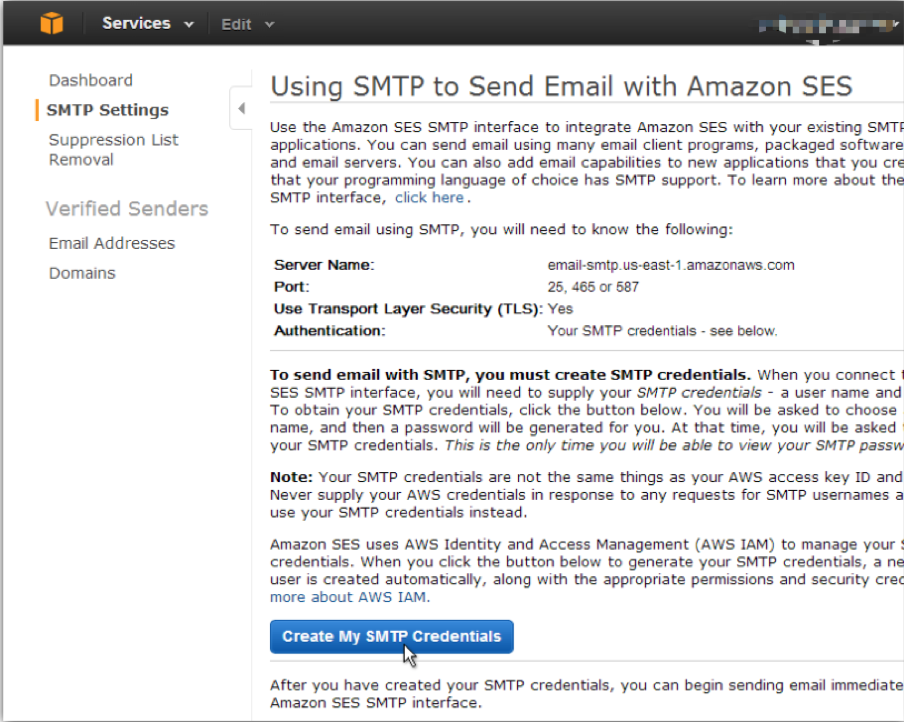 Services Edit
Dashboard
SMTP Settings
Suppression List
Removal
Verified Senders
Email Addresses
Domains
Using SMTP to Send Email with Amazon SES
Use the Amazon SES SMTP interface to integrate Amazon SES with your existing SMTP
applications. You can send email using many email client programs, packaged software
and email servers. You can also add email capabilities to new applications that you cre
that your programming language of choice has SMTP support. To learn more about the
SMTP interface, click here.
To send email using SMTP, you will need to know the following:
Server Name: email-smtp.us-east-1.amazonaws.com
Port: 25, 465 or 587
Use Transport Layer Security (TLS): Yes
Authentication: Your SMTP credentials - see below.
To send email with SMTP, you must create SMTP credentials. When you connect t
SES SMTP interface, you will need to supply your SMTP credentials - a user name and
To obtain your SMTP credentials, click the button below. You will be asked to choose
name, and then a password will be generated for you. At that time, you will be asked
your SMTP credentials. This is the only time you will be able to view your SMTP passw
Note: Your SMTP credentials are not the same things as your AWS access key ID and
Never supply your AWS credentials in response to any requests for SMTP usernames a
use your SMTP credentials instead.
Amazon SES uses AWS Identity and Access Management (AWS IAM) to manage your S
credentials. When you click the button below to generate your SMTP credentials, a ne
user is created automatically, along with the appropriate permissions and security cred
more about AWS IAM.
Create My SMTP Credentials
After you have created your SMTP credentials, you can begin sending email immediate
Amazon SES SMTP interface.